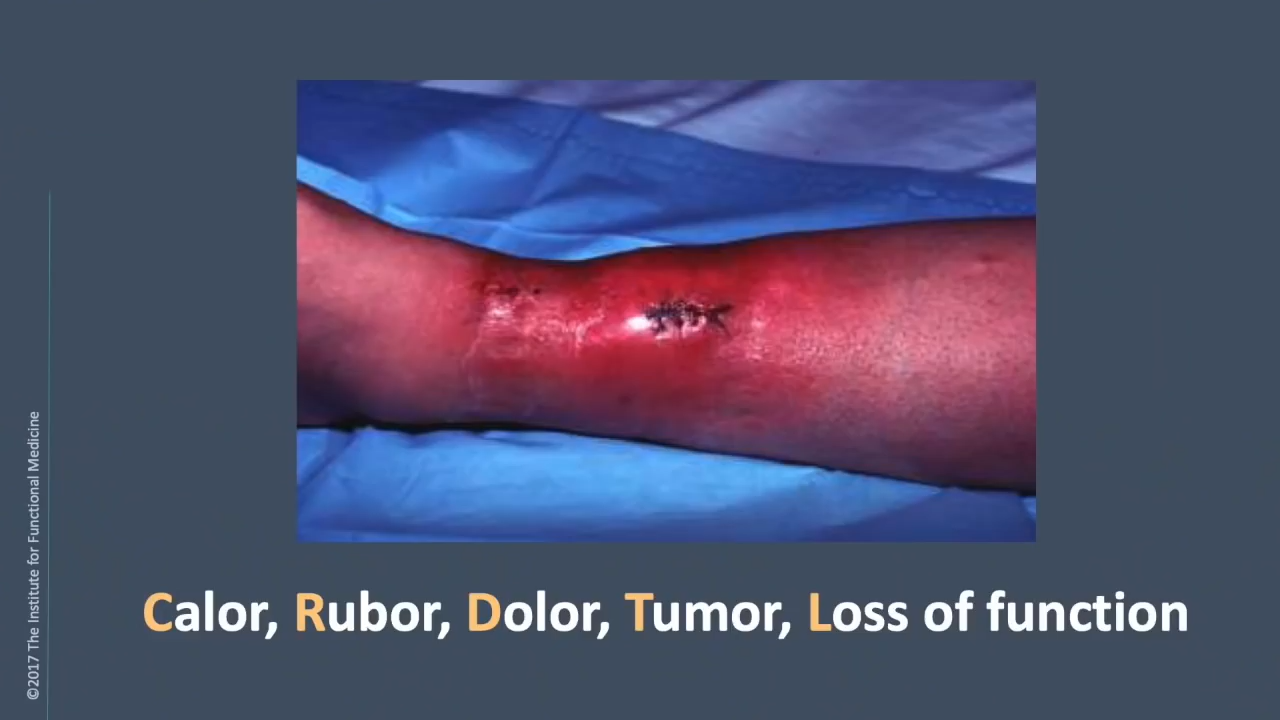 Calor, Rubor, Dolor, Tumor, Loss of function
©2017 The Institute for Functional Medicine